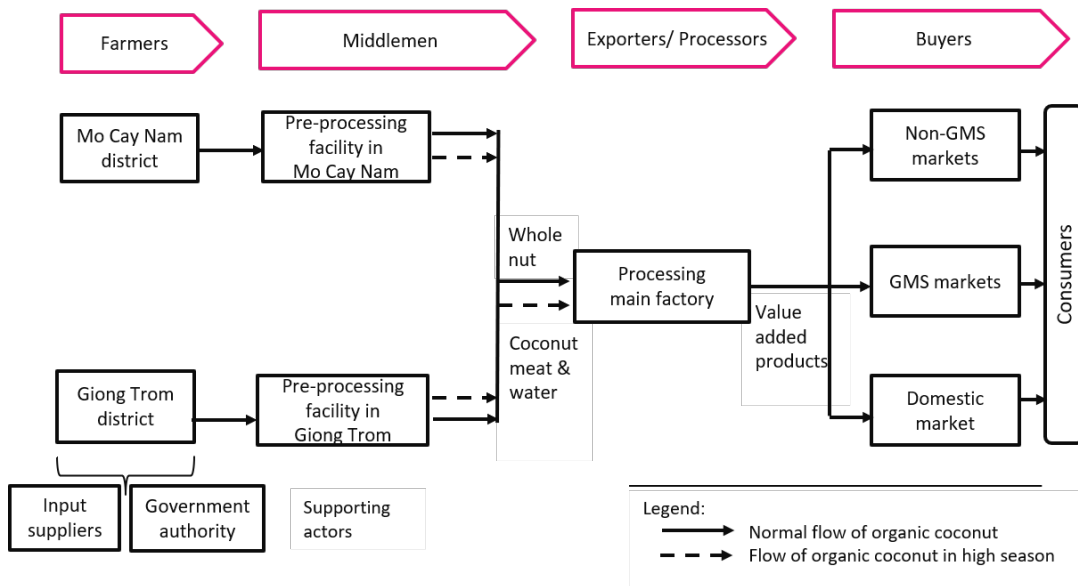 Farmers
Middlemen
Exporters/ Processors
Buyers
Mo Cay Nam
district
Pre-processing
facility in
Mo Cay Nam
Non-GMS
markets
Whole
nut
Processing
main factory
GMS markets
Consumers
Value
added
products
Coconut
meat &
water
Giong Trom
district
Pre-processing
facility in
Giong Trom
Domestic
market
Input
suppliers
Government
authority
Supporting
actors
Legend:
Normal flow of organic coconut
Flow of organic coconut in high season